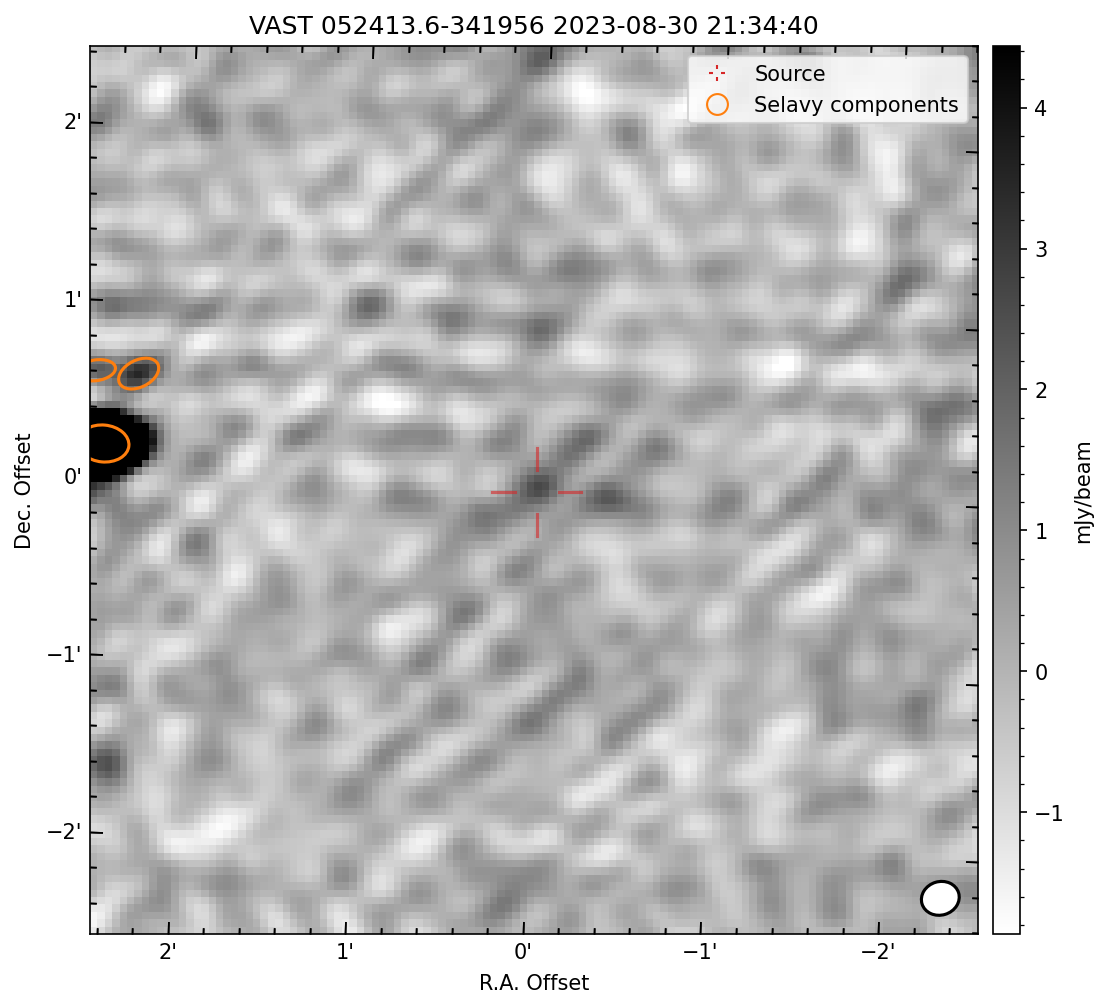 VAST 052413.6-341956 2023-08-30 21:34:40
Source
Selavy components
2'
1'
0'
−1'
−2'
Dec. Offset
2'
1'
0'
−1'
−2'
R.A. Offset
4
3
2
1
0
−1
mJy/beam